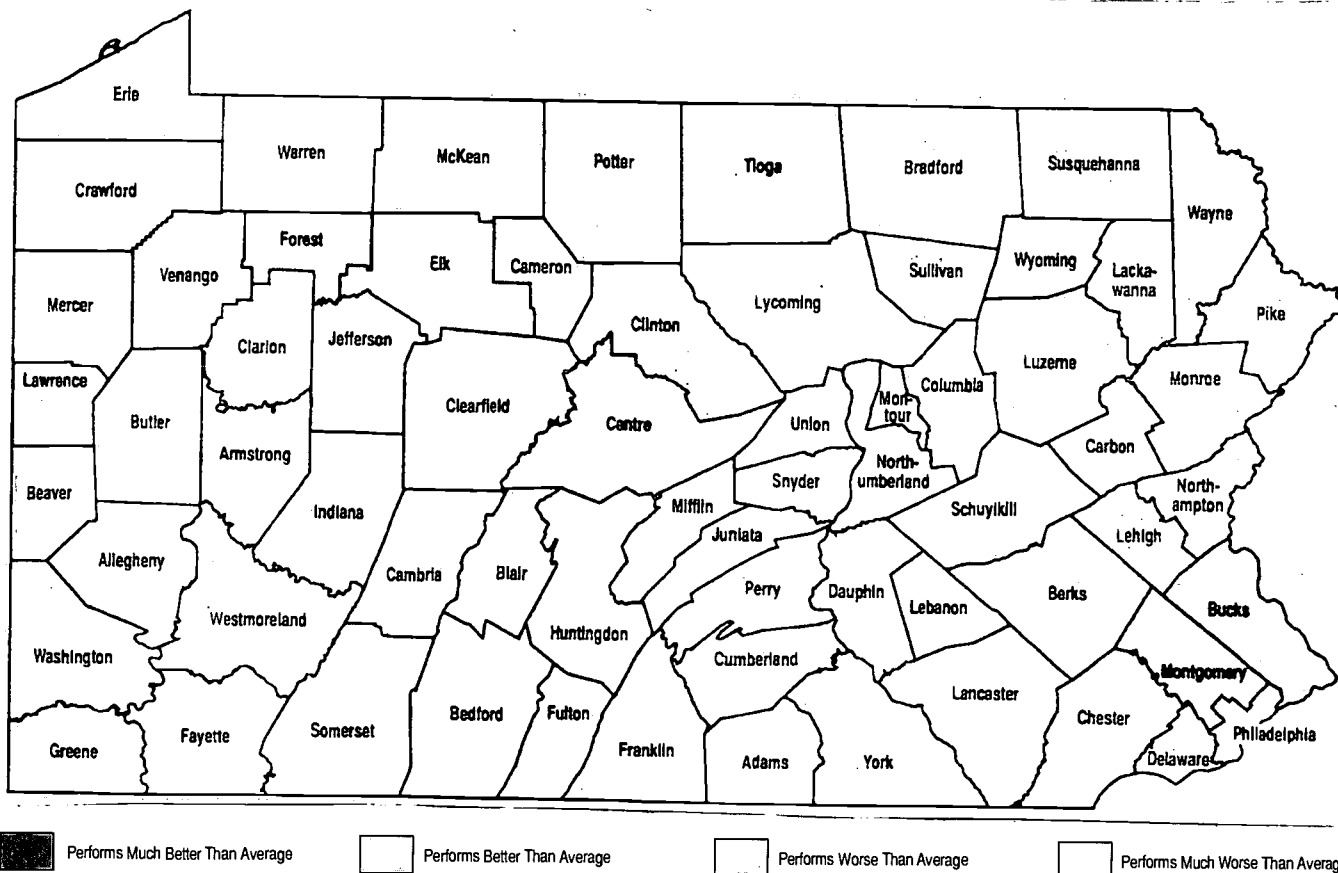 Erie
Warren
McKean
Potter
Tioga
Bradford
Susquehanna
Wayne
Crawford
Forest
Elk
Cameron
Sullivan
Wyoming
Lacka-
wanna
Venango
Mercer
Lycoming
Pike
Clinton
Jefferson
Clarion
Luzerne
Lawrence
Monroe
Columbia
Mon-
tour
Clearfield
Butler
Centre
Union
Carbon
Armstrong
North-
umberland
Snyder
Beaver
North-
ampton
Mifflin
Indiana
Schuylkill
Juniata
Lehigh
Allegheny
Cambria
Blair
Perry
Dauphin
Lebanon
Berks
Bucks
Westmoreland
Huntingdon
Washington
Cumberland
Montgomery
Lancaster
Bedford
Fulton
Chester
Somerset
Fayette
Greene
Franklin
Adams
York
Delaware
Philadelphia
Performs Much Better Than Average
Performs Better Than Average
Performs Worse Than Average
Performs Much Worse Than Averag